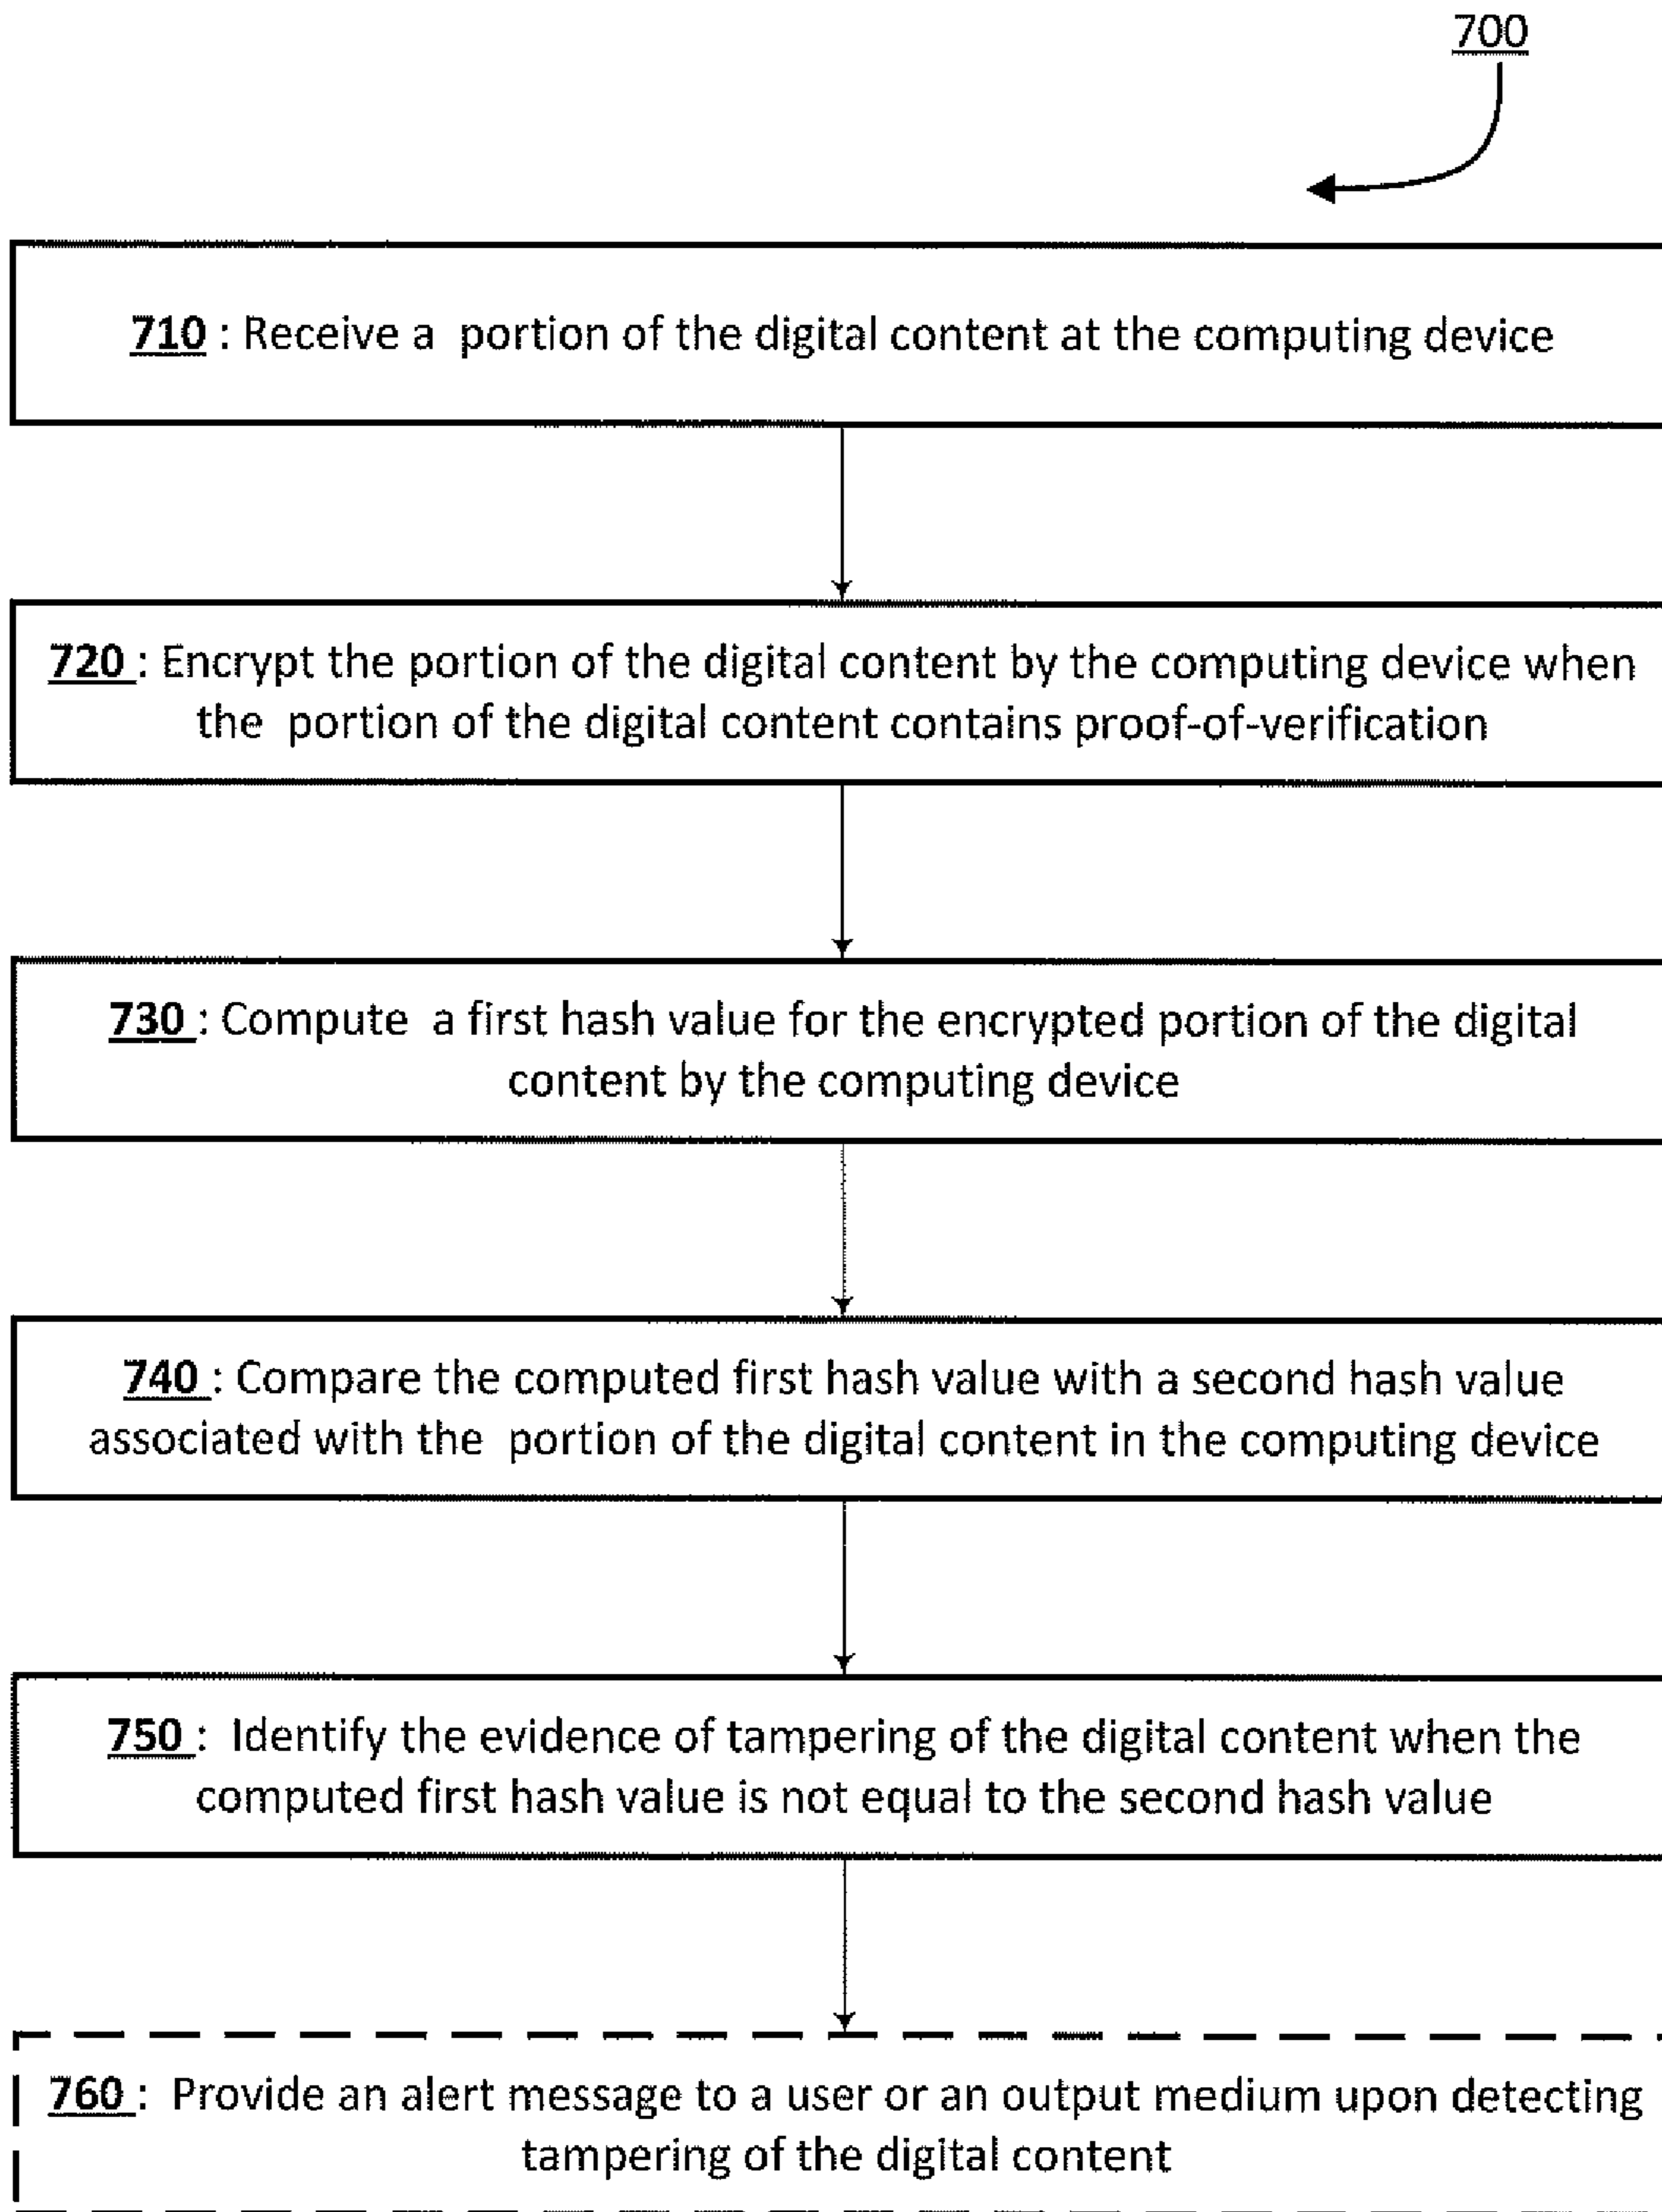 700
710 : Receive a portion of the digital content at the computing device
720 : Encrypt the portion of the digital content by the computing device when
the portion of the digital content contains proof-of-verification
730 : Compute a first hash value for the encrypted portion of the digital
content by the computing device
740 : Compare the computed first hash value with a second hash value
associated with the portion of the digital content in the computing device
750 : Identify the evidence of tampering of the digital content when the
computed first hash value is not equal to the second hash value
760 : Provide an alert message to a user or an output medium upon detecting
tampering of the digital content